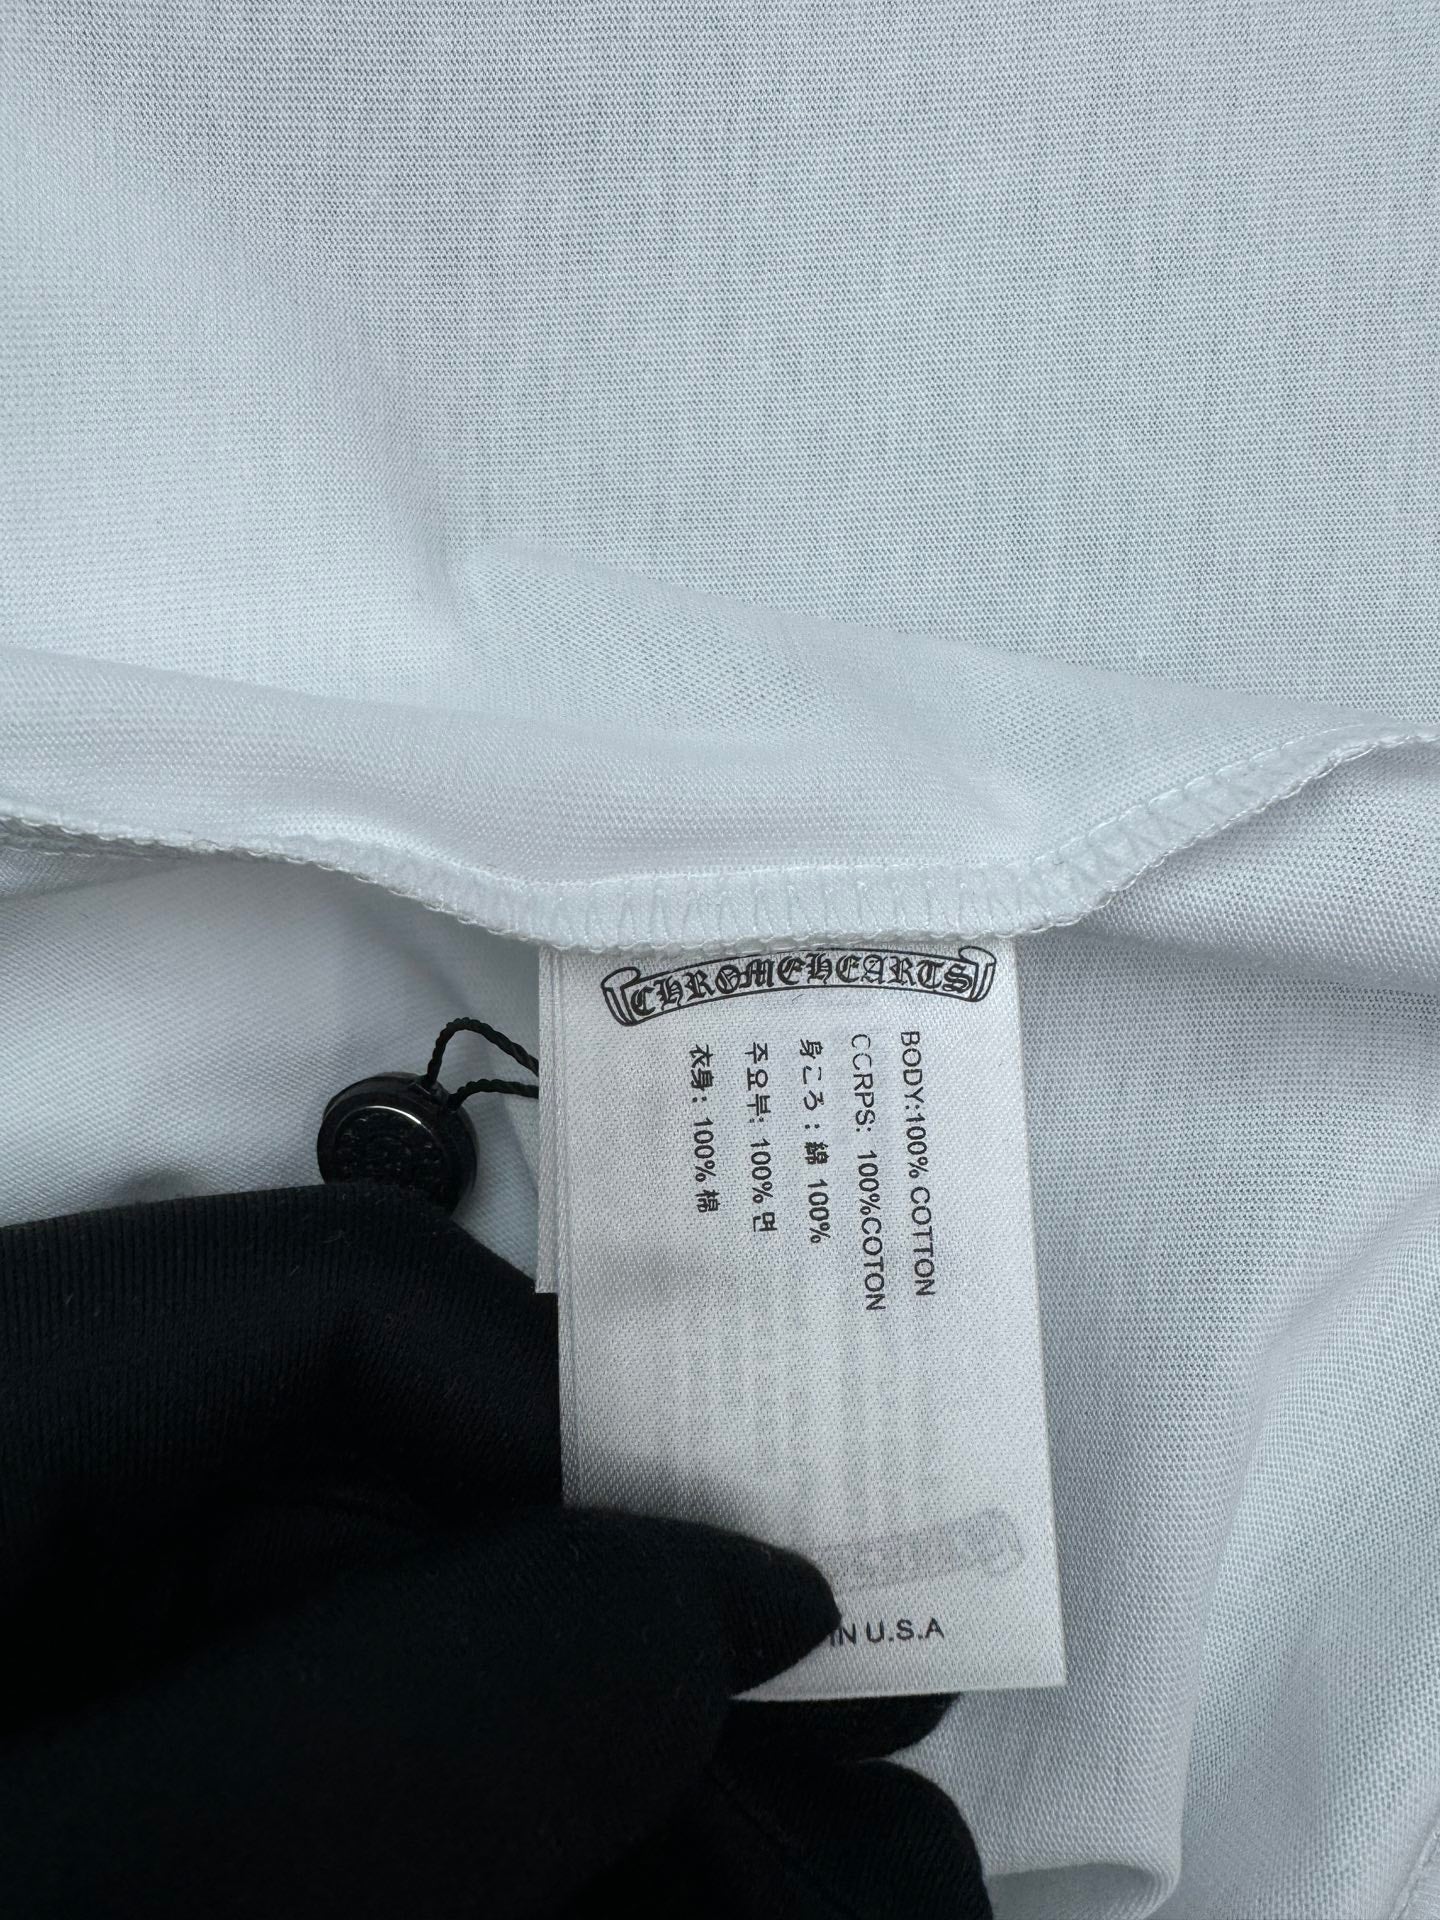 CHROMEHEARTS
BODY:100% COTTON
CCRPS: 100%COTON
身ころ : 綿 100%
주요부: 100% 면
衣身: 100% 棉
IN U.S.A